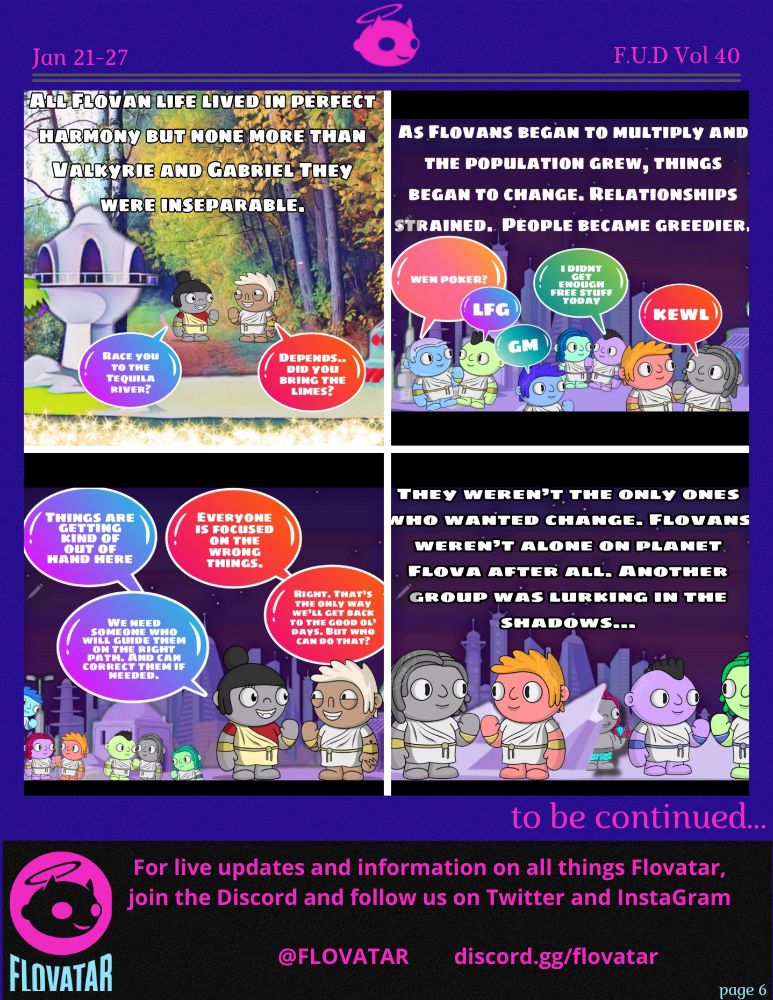 Jan 21-27
F.U.D Vol 40
All Flovan life lived in perfect
harmony but none more than
Valkyrie and Gabriel They
were inseparable.
Race you
to the
Tequila
river?
Depends..
did you
bring the
limes?
As Flovans began to multiply and
the population grew, things
began to change. Relationships
strained. People became greedier.
Wen poker?
LFG
GM
I didnt
get
enough
free stuff
today
Kewl
Things are
getting
kind of
out of
hand here
Everyone
is focused
on the
wrong
things.
We need
someone who
will guide them
on the right
path. And can
correct them if
needed.
Right. That's
the only way
we'll get back
to the good ol'
days. But who
can do that?
They weren't the only ones
who wanted change. Flovans
weren't alone on planet
Flova after all. Another
group was lurking in the
shadows...
to be continued...
For live updates and information on all things Flovatar,
join the Discord and follow us on Twitter and InstaGram
@FLOVATAR discord.gg/flovatar
FLOVATAR
page 6